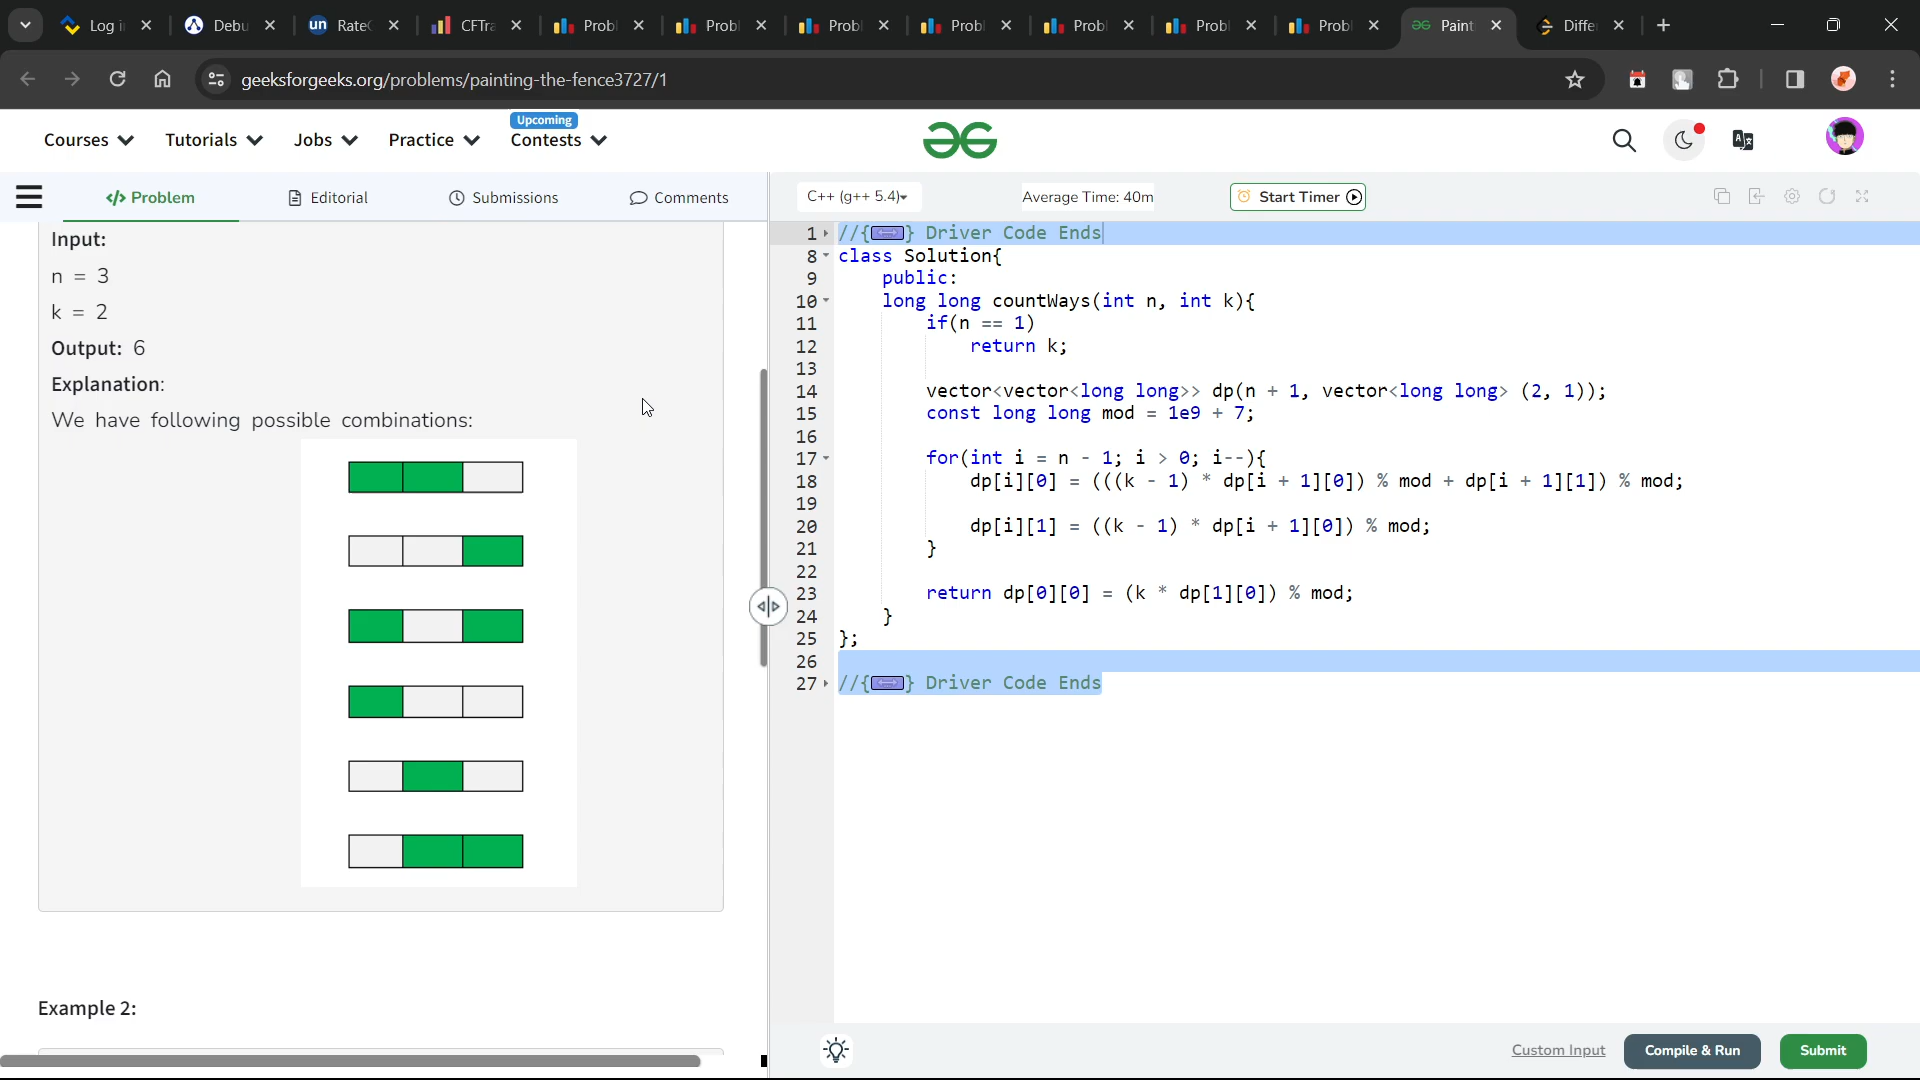 Log i
Debu
un Rate
CFTra
Probl
Probl
Probl
Probl
Probl
Probl
Probl
Paint
Differ
geeksforgeeks.org/problems/painting-the-fence3727/1
Upcoming
Courses Tutorials Jobs Practice Contests
Problem Editorial Submissions Comments
Input:
n = 3
k = 2
Output: 6
Explanation:
We have following possible combinations:
Example 2:
C++ (g++ 5.4) Average Time: 40m Start Timer
1 //{ } Driver Code Ends
8 class Solution{
9 public:
10 long long countWays(int n, int k){
11 if(n == 1)
12 return k;
13
14 vector<vector<long long>> dp(n + 1, vector<long long> (2, 1));
15 const long long mod = 1e9 + 7;
16
17 for(int i = n - 1; i > 0; i--){
18 dp[i][0] = (((k - 1) * dp[i + 1][0]) % mod + dp[i + 1][1]) % mod;
19
20 dp[i][1] = ((k - 1) * dp[i + 1][0]) % mod;
21 }
22
23 return dp[0][0] = (k * dp[1][0]) % mod;
24 }
25 };
26
27 //{ } Driver Code Ends
Custom Input Compile & Run Submit